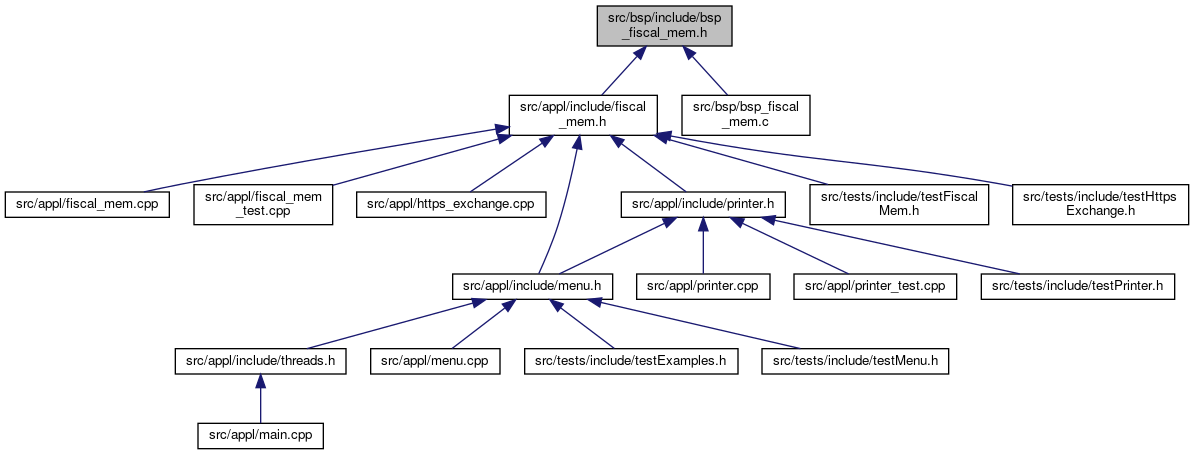 src/bsp/include/bsp
_fiscal_mem.h
src/appl/include/fiscal
_mem.h
src/bsp/bsp_fiscal
_mem.c
src/appl/fiscal_mem.cpp
src/appl/fiscal_mem
_test.cpp
src/appl/https_exchange.cpp
src/appl/include/printer.h
src/tests/include/testFiscal
Mem.h
src/tests/include/testHttps
Exchange.h
src/appl/include/menu.h
src/appl/printer.cpp
src/appl/printer_test.cpp
src/tests/include/testPrinter.h
src/appl/include/threads.h
src/appl/menu.cpp
src/tests/include/testExamples.h
src/tests/include/testMenu.h
src/appl/main.cpp